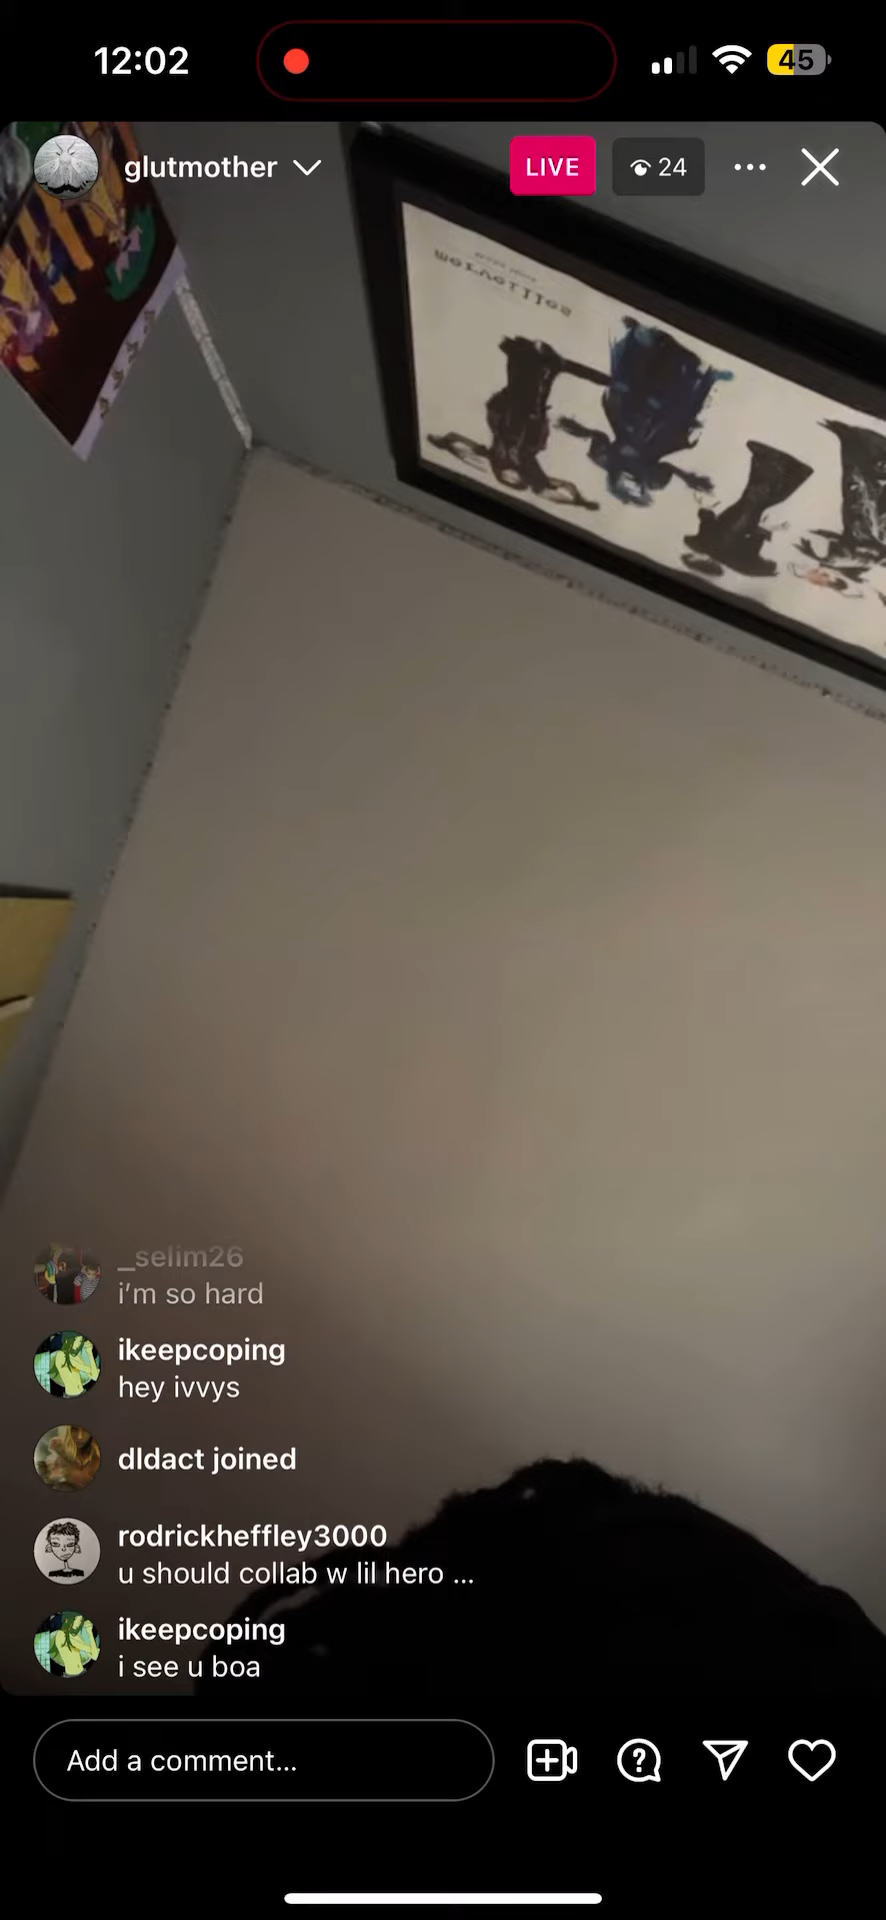 12:02
45
glutmother
LIVE
24
Merveilles
_selim26
i'm so hard
ikeepcoping
hey ivvys
dldact joined
rodrickheffley3000
u should collab w lil hero ...
ikeepcoping
i see u boa
Add a comment...